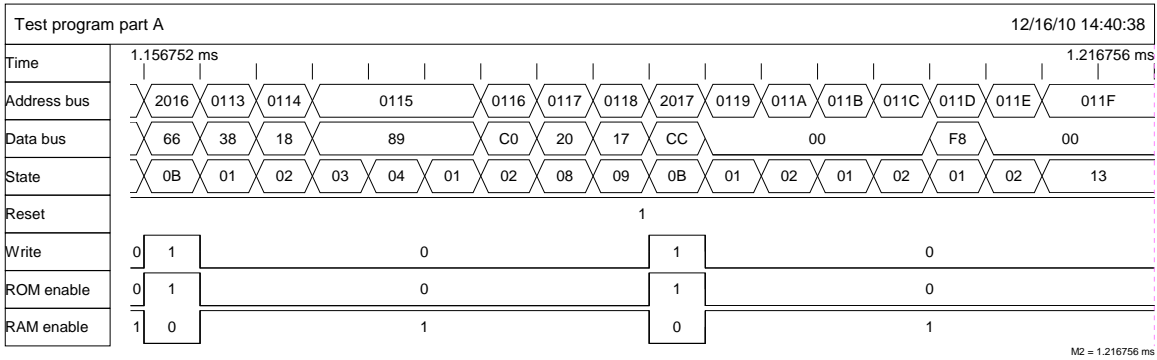 Test program part A 12/16/10 14:40:38
Time 1.156752 ms 1.216756 ms
Address bus 2016 0113 0114 0115 0116 0117 0118 2017 0119 011A 011B 011C 011D 011E 011F
Data bus 66 38 18 89 C0 20 17 CC 00 F8 00
State 0B 01 02 03 04 01 02 08 09 0B 01 02 01 02 01 02 13
Reset 1
Write 0 1 0 1 0
ROM enable 0 1 0 1 0
RAM enable 1 0 1 0 1
M2 = 1.216756 ms